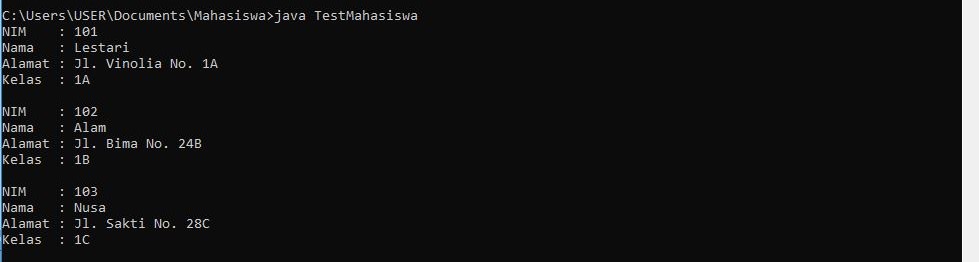 C:\Users\USER\Documents\Mahasiswa>java TestMahasiswa
NIM    : 101
Nama   : Lestari
Alamat : Jl. Vinolia No. 1A
Kelas  : 1A

NIM    : 102
Nama   : Alam
Alamat : Jl. Bima No. 24B
Kelas  : 1B

NIM    : 103
Nama   : Nusa
Alamat : Jl. Sakti No. 28C
Kelas  : 1C